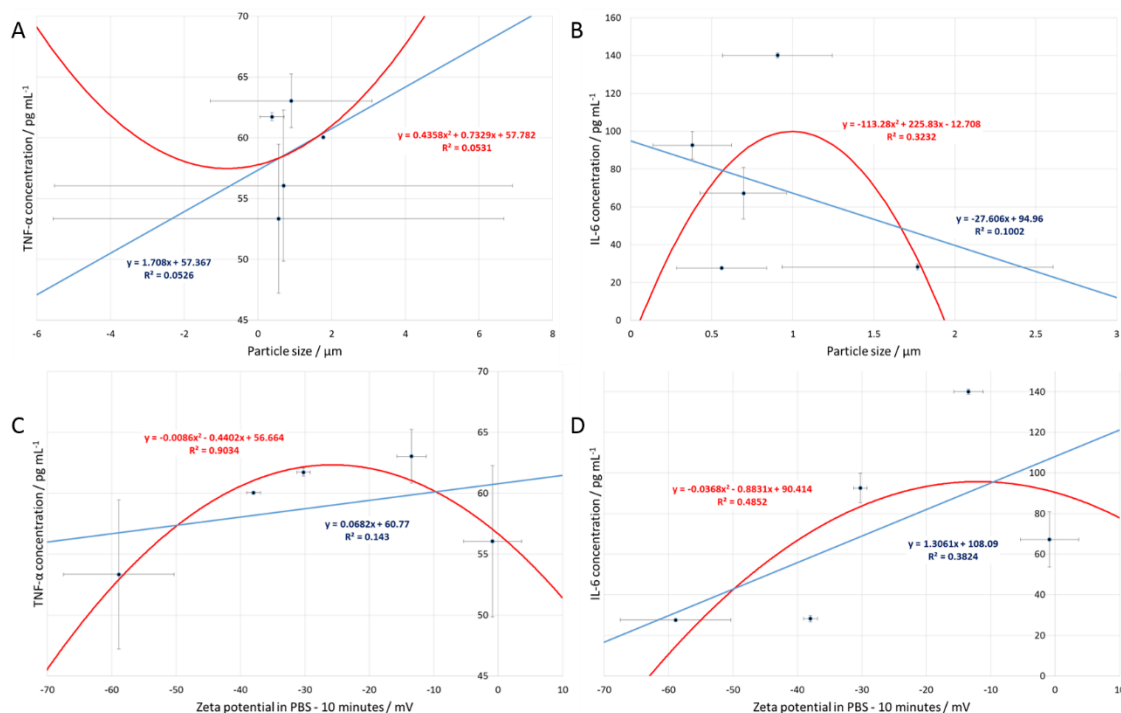 A
TNF-α concentration / pg mL⁻¹
70
65
60
55
50
45
y = 0.4358x² + 0.7329x + 57.782
R² = 0.0531
y = 1.708x + 57.367
R² = 0.0526
-6 -4 -2 0 2 4 6 8
Particle size / µm
B
IL-6 concentration / pg mL⁻¹
160
140
120
100
80
60
40
20
0
y = -113.28x² + 225.83x - 12.708
R² = 0.3232
y = -27.606x + 94.96
R² = 0.1002
0 0.5 1 1.5 2 2.5 3
Particle size / µm
C
TNF-α concentration / pg mL⁻¹
70
65
60
55
50
45
y = -0.0086x² - 0.4402x + 56.664
R² = 0.9034
y = 0.0682x + 60.77
R² = 0.143
-70 -60 -50 -40 -30 -20 -10 0 10
Zeta potential in PBS - 10 minutes / mV
D
IL-6 concentration / pg mL⁻¹
140
120
100
80
60
40
20
0
y = -0.0368x² - 0.8831x + 90.414
R² = 0.4852
y = 1.3061x + 108.09
R² = 0.3824
-70 -60 -50 -40 -30 -20 -10 0 10
Zeta potential in PBS - 10 minutes / mV